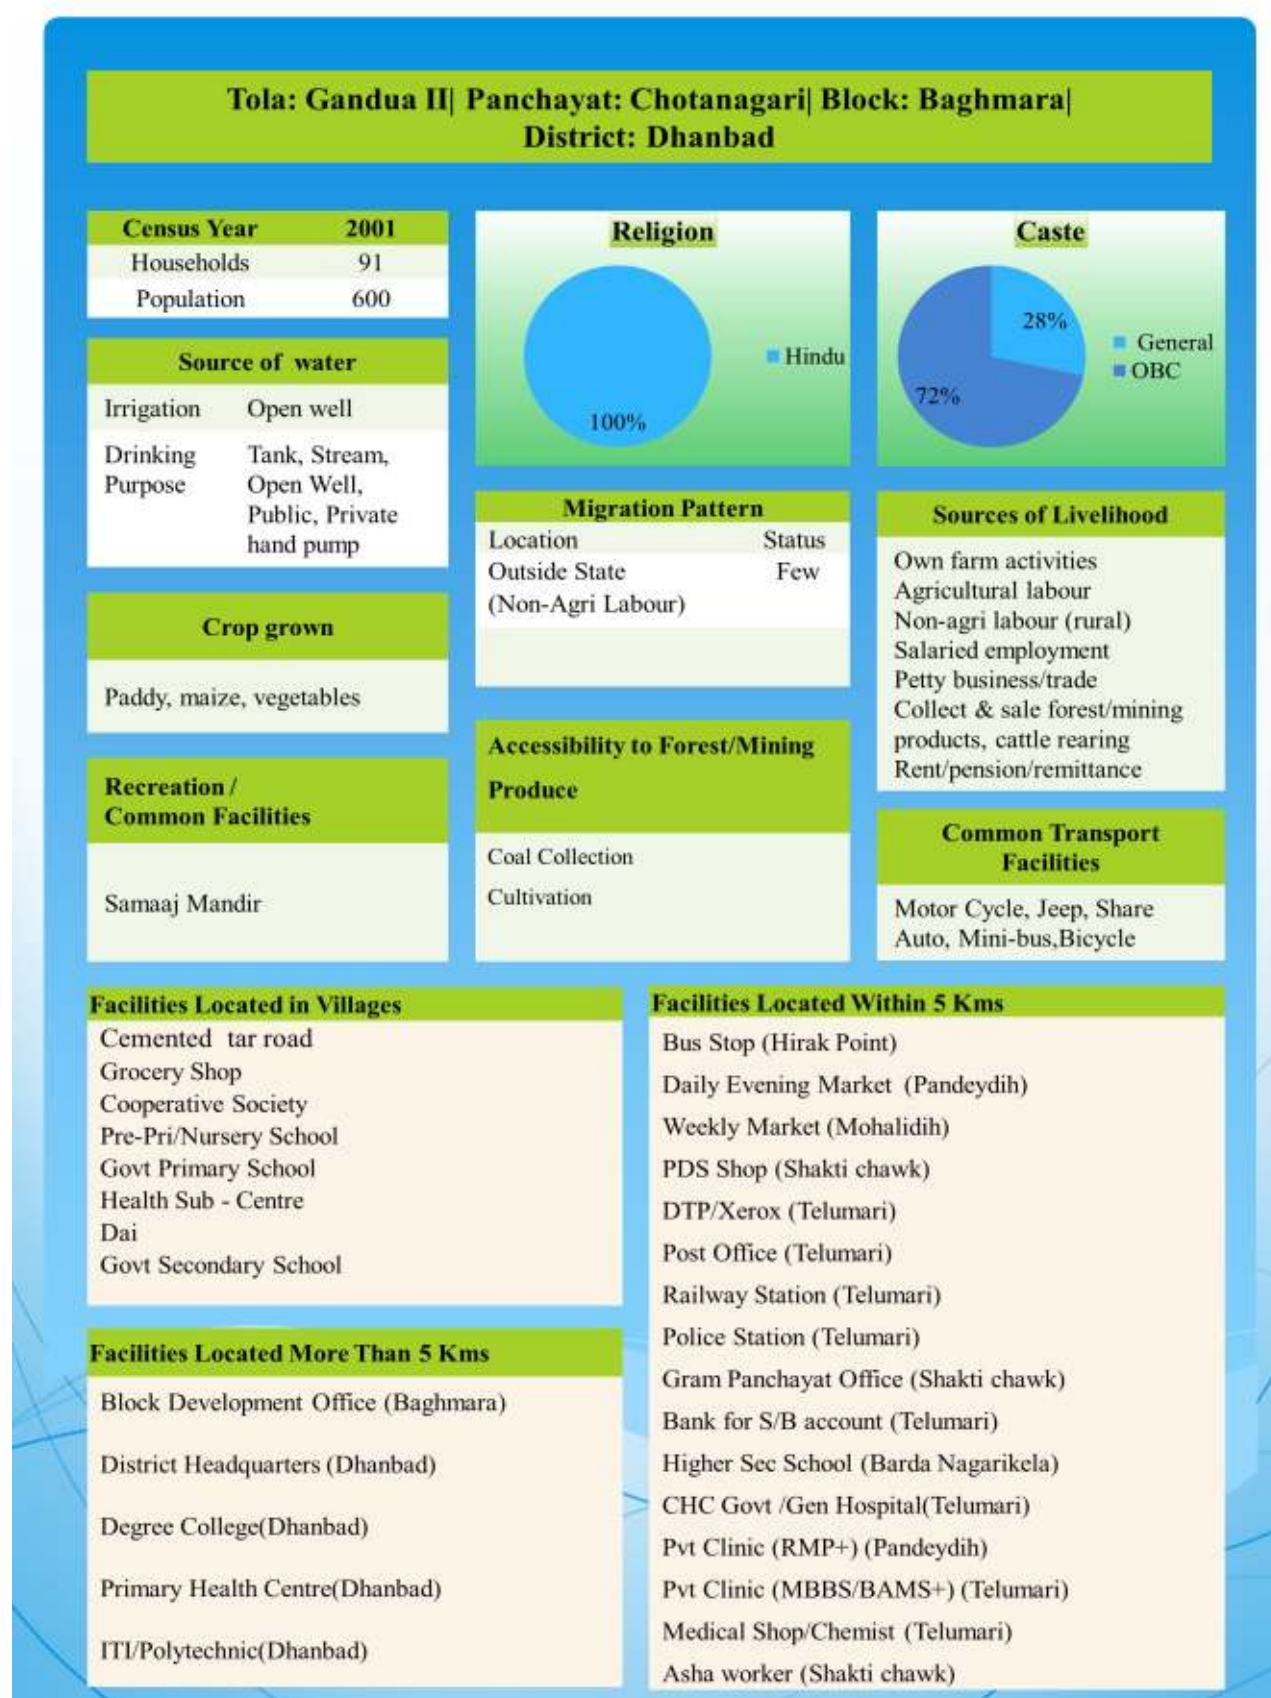 Tola: Gandua II| Panchayat: Chotanagari| Block: Baghmara|
District: Dhanbad
Census Year 2001
Households 91
Population 600
Source of water
Irrigation Open well
Drinking Tank, Stream,
Purpose Open Well,
Public, Private
hand pump
Crop grown
Paddy, maize, vegetables
Recreation /
Common Facilities
Samaaj Mandir
Religion
Hindu
100%
Migration Pattern
Location Status
Outside State Few
(Non-Agri Labour)
Accessibility to Forest/Mining
Produce
Coal Collection
Cultivation
Caste
28%
General
OBC
72%
Sources of Livelihood
Own farm activities
Agricultural labour
Non-agri labour (rural)
Salaried employment
Petty business/trade
Collect & sale forest/mining
products, cattle rearing
Rent/pension/remittance
Common Transport
Facilities
Motor Cycle, Jeep, Share
Auto, Mini-bus,Bicycle
Facilities Located in Villages
Cemented tar road
Grocery Shop
Cooperative Society
Pre-Pri/Nursery School
Govt Primary School
Health Sub - Centre
Dai
Govt Secondary School
Facilities Located More Than 5 Kms
Block Development Office (Baghmara)
District Headquarters (Dhanbad)
Degree College(Dhanbad)
Primary Health Centre(Dhanbad)
ITI/Polytechnic(Dhanbad)
Facilities Located Within 5 Kms
Bus Stop (Hirak Point)
Daily Evening Market (Pandeydih)
Weekly Market (Mohalidih)
PDS Shop (Shakti chawk)
DTP/Xerox (Telumari)
Post Office (Telumari)
Railway Station (Telumari)
Police Station (Telumari)
Gram Panchayat Office (Shakti chawk)
Bank for S/B account (Telumari)
Higher Sec School (Barda Nagarikela)
CHC Govt /Gen Hospital(Telumari)
Pvt Clinic (RMP+) (Pandeydih)
Pvt Clinic (MBBS/BAMS+) (Telumari)
Medical Shop/Chemist (Telumari)
Asha worker (Shakti chawk)